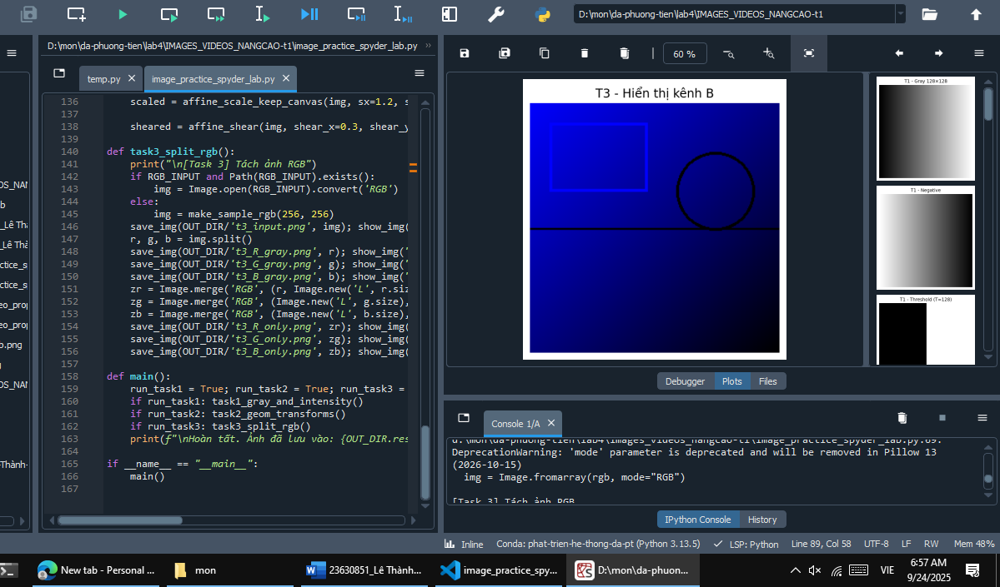 D:\mon\da-phuong-tien\lab4\IMAGES_VIDEOS_NANGCAO-t1
D:\mon\da-phuong-tien\lab4\IMAGES_VIDEOS_NANGCAO-t1\image_practice_spyder_lab.py »
temp.py
image_practice_spyder_lab.py
136 scaled = affine_scale_keep_canvas(img, sx=1.2, s
137
138 sheared = affine_shear(img, shear_x=0.3, shear_y
139
140 def task3_split_rgb():
141 print("\n[Task 3] Tách ảnh RGB")
142 if RGB_INPUT and Path(RGB_INPUT).exists():
143 img = Image.open(RGB_INPUT).convert('RGB')
144 else:
145 img = make_sample_rgb(256, 256)
146 save_img(OUT_DIR/'t3_input.png', img); show_img(
147 r, g, b = img.split()
148 save_img(OUT_DIR/'t3_R_gray.png', r); show_img('
149 save_img(OUT_DIR/'t3_G_gray.png', g); show_img('
150 save_img(OUT_DIR/'t3_B_gray.png', b); show_img('
151 zr = Image.merge('RGB', (r, Image.new('L', r.siz
152 zg = Image.merge('RGB', (Image.new('L', g.size),
153 zb = Image.merge('RGB', (Image.new('L', b.size),
154 save_img(OUT_DIR/'t3_R_only.png', zr); show_img(
155 save_img(OUT_DIR/'t3_G_only.png', zg); show_img(
156 save_img(OUT_DIR/'t3_B_only.png', zb); show_img(
157
158 def main():
159 run_task1 = True; run_task2 = True; run_task3 =
160 if run_task1: task1_gray_and_intensity()
161 if run_task2: task2_geom_transforms()
162 if run_task3: task3_split_rgb()
163 print(f"\nHoàn tất. Ảnh đã lưu vào: {OUT_DIR.res
164
165 if __name__ == "__main__":
166 main()
167
60 %
T3 - Hiển thị kênh B
T1 - Gray 128×128
T1 - Negative
T1 - Threshold (T=128)
Debugger
Plots
Files
Console 1/A
d:\mon\da-phuong-tien\lab4\images_videos_nangcao-t1\image_practice_spyder_lab.py:89:
DeprecationWarning: 'mode' parameter is deprecated and will be removed in Pillow 13
(2026-10-15)
img = Image.fromarray(rgb, mode="RGB")
[Task 3] Tách ảnh RGB
IPython Console
History
Inline
Conda: phat-trien-he-thong-da-pt (Python 3.13.5)
LSP: Python
Line 89, Col 58
UTF-8
LF
RW
Mem 48%
New tab - Personal ...
mon
23630851_Lê Thành...
image_practice_spy...
D:\mon\da-phuon...
VIE
6:57 AM
9/24/2025